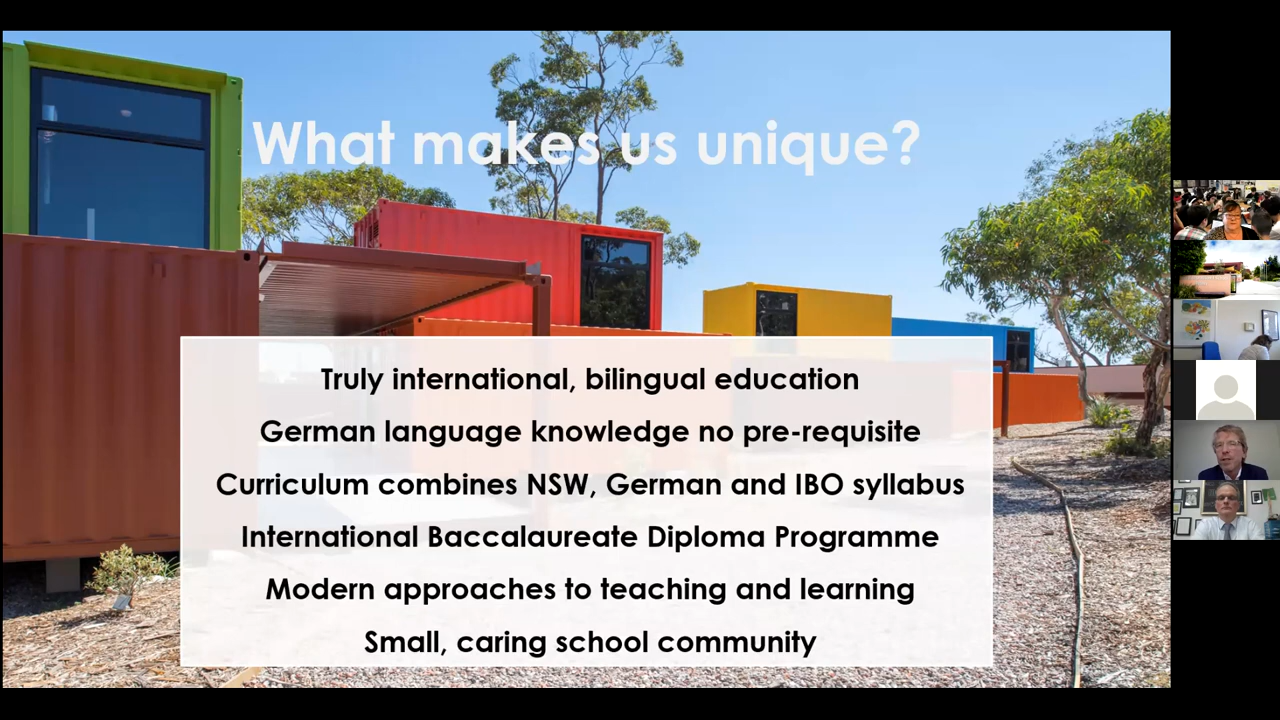 What makes us unique?
Truly international, bilingual education
German language knowledge no pre-requisite
Curriculum combines NSW, German and IBO syllabus
International Baccalaureate Diploma Programme
Modern approaches to teaching and learning
Small, caring school community